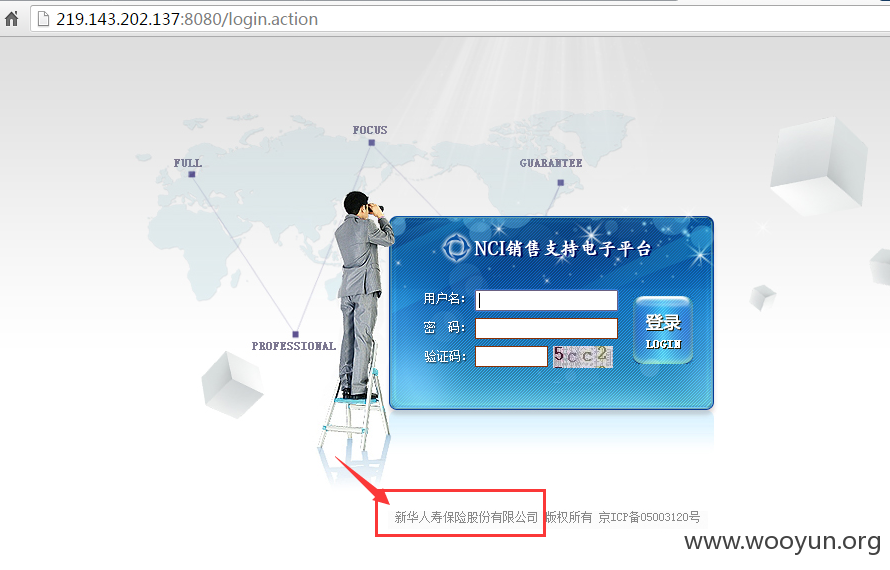 219.143.202.137:8080/login.action
FOCUS
FULL
GUARANTEE
NCI销售支持电子平台
用户名:
密 码:
登录
LOGIN
验证码:
5cc2
PROFESSIONAL
新华人寿保险股份有限公司 版权所有 京ICP备05003120号
www.wooyun.org